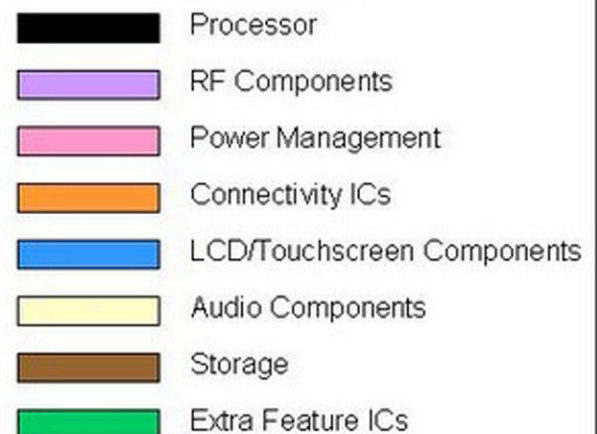 Processor
RF Components
Power Management
Connectivity ICs
LCD/Touchscreen Components
Audio Components
Storage
Extra Feature ICs